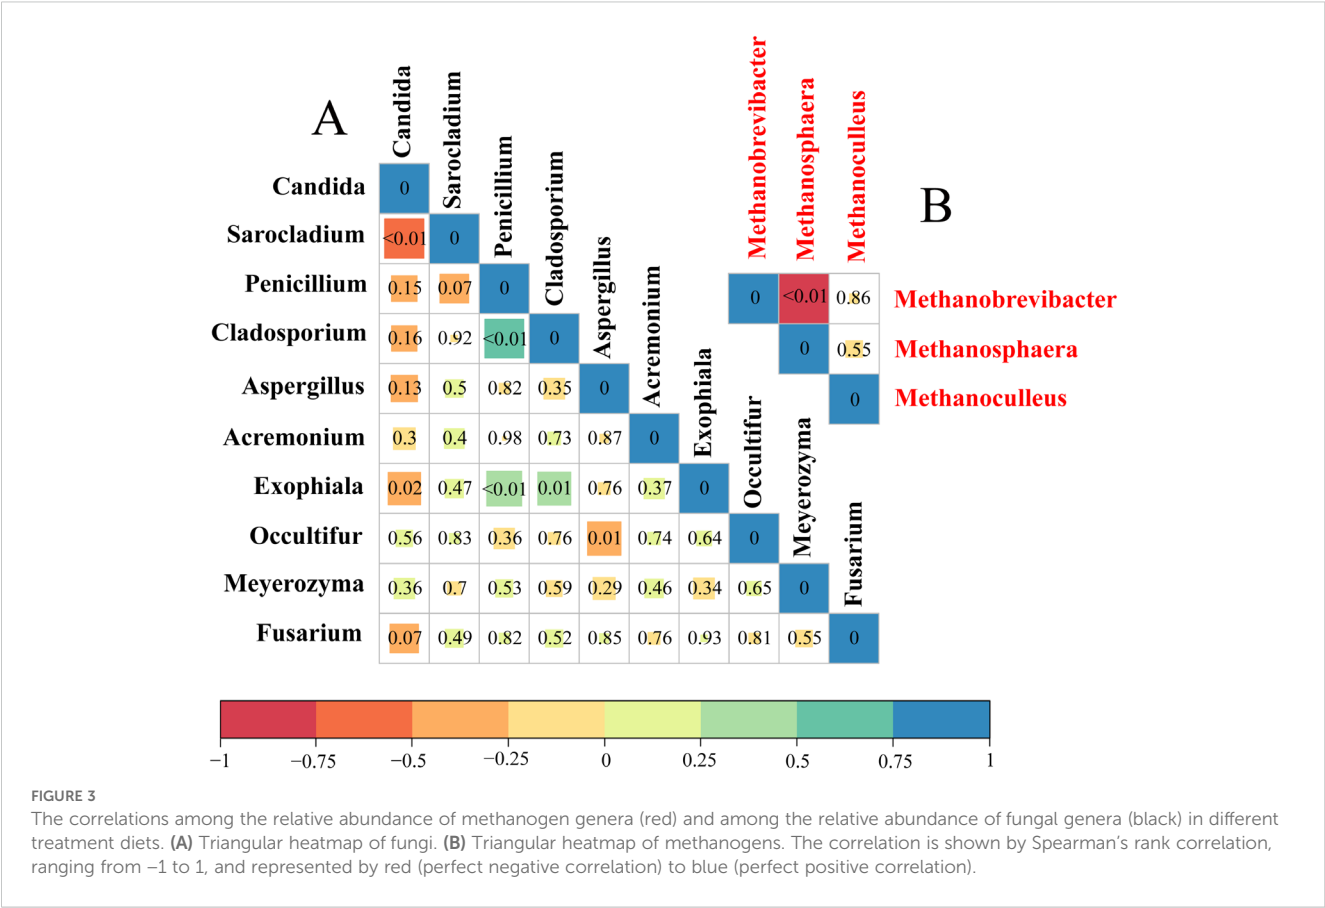 A
B
Candida
Sarocladium
Penicillium
Cladosporium
Aspergillus
Acremonium
Exophiala
Occultifur
Meyerozyma
Fusarium
Methanobrevibacter
Methanosphaera
Methanoculleus
Candida 0
Sarocladium <0.01 0
Penicillium 0.15 0.07 0
0 <0.01 0.86 Methanobrevibacter
Cladosporium 0.16 0.92 <0.01 0
0 0.55 Methanosphaera
Aspergillus 0.13 0.5 0.82 0.35 0
0 Methanoculleus
Acremonium 0.3 0.4 0.98 0.73 0.87 0
Exophiala 0.02 0.47 <0.01 0.01 0.76 0.37 0
Occultifur 0.56 0.83 0.36 0.76 0.01 0.74 0.64 0
Meyerozyma 0.36 0.7 0.53 0.59 0.29 0.46 0.34 0.65 0
Fusarium 0.07 0.49 0.82 0.52 0.85 0.76 0.93 0.81 0.55 0
−1 −0.75 −0.5 −0.25 0 0.25 0.5 0.75 1
FIGURE 3
The correlations among the relative abundance of methanogen genera (red) and among the relative abundance of fungal genera (black) in different
treatment diets. (A) Triangular heatmap of fungi. (B) Triangular heatmap of methanogens. The correlation is shown by Spearman’s rank correlation,
ranging from −1 to 1, and represented by red (perfect negative correlation) to blue (perfect positive correlation).